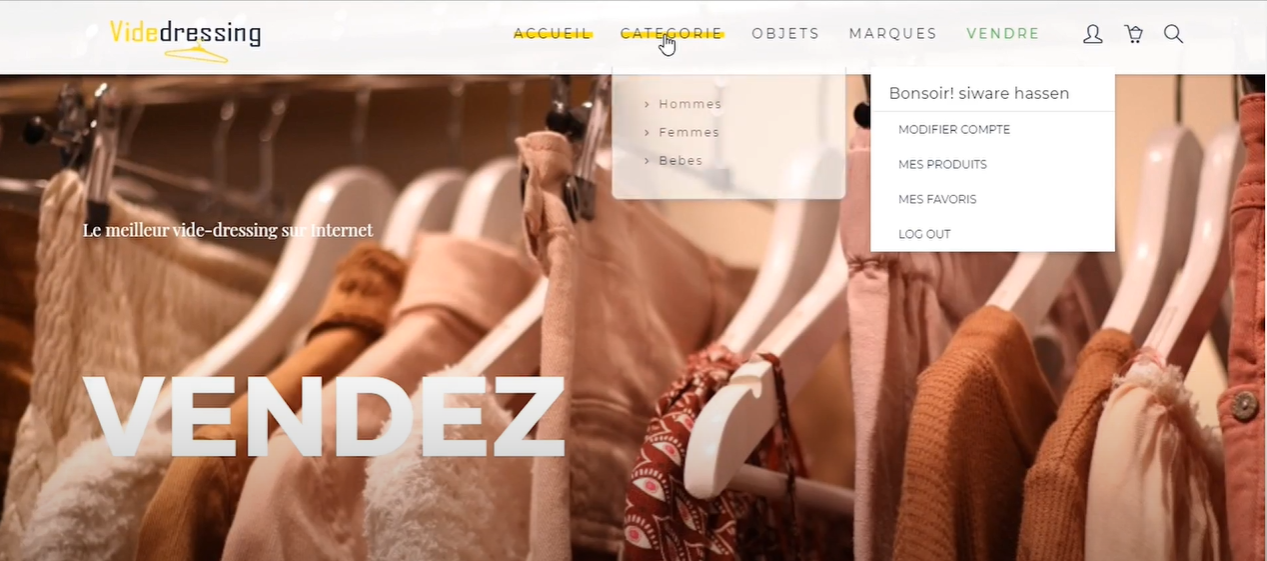 Videdressing
ACCUEIL CATEGORIE OBJETS MARQUES VENDRE
Hommes
Femmes
Bebes
Bonsoir! siware hassen
MODIFIER COMPTE
MES PRODUITS
MES FAVORIS
LOG OUT
Le meilleur vide-dressing sur Internet
VENDEZ